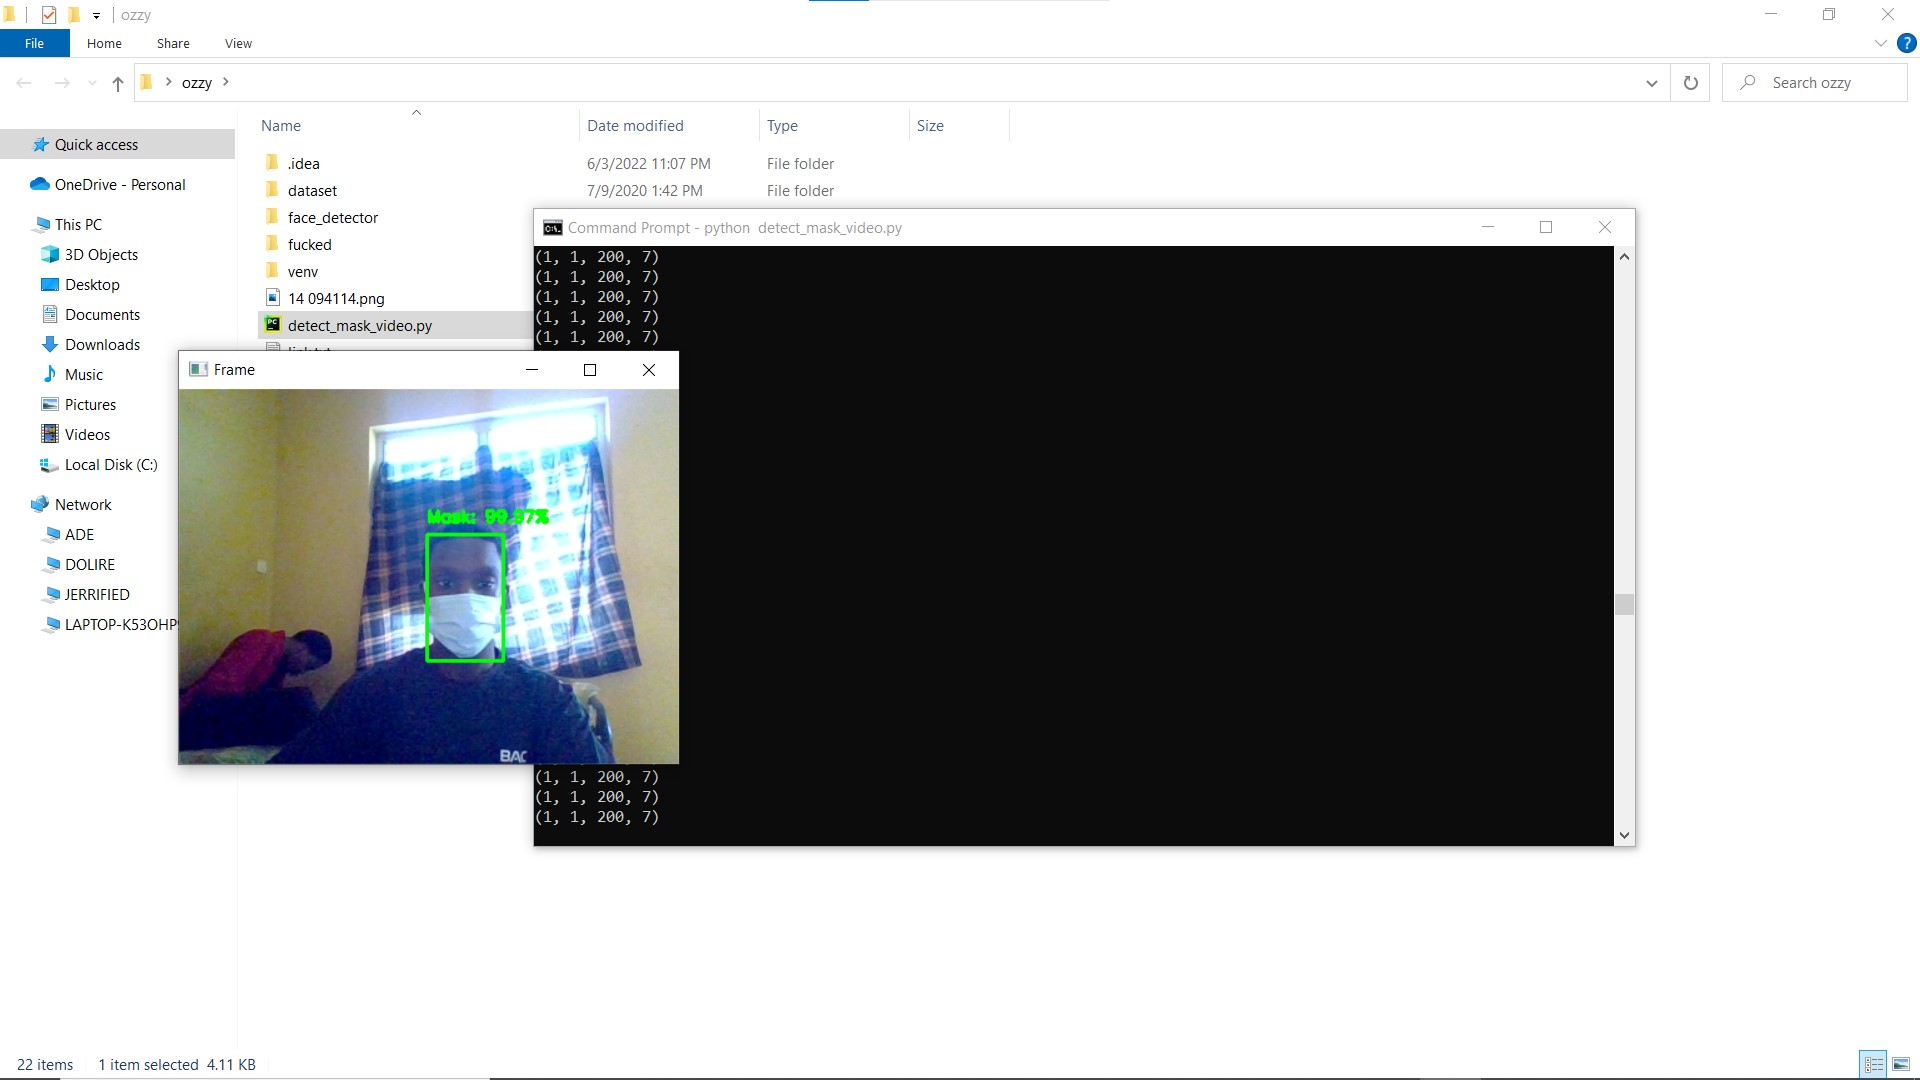 ozzy
File Home Share View
ozzy
Search ozzy
Name Date modified Type Size
Quick access
OneDrive - Personal
This PC
3D Objects
Desktop
Documents
Downloads
Music
Pictures
Videos
Local Disk (C:)
Network
ADE
DOLIRE
JERRIFIED
.idea 6/3/2022 11:07 PM File folder
dataset 7/9/2020 1:42 PM File folder
face_detector
fucked
venv
14 094114.png
detect_mask_video.py
Command Prompt - python detect_mask_video.py
(1, 1, 200, 7)
(1, 1, 200, 7)
(1, 1, 200, 7)
(1, 1, 200, 7)
(1, 1, 200, 7)
Frame
Mask: 99.97%
BAC
(1, 1, 200, 7)
(1, 1, 200, 7)
(1, 1, 200, 7)
22 items 1 item selected 4.11 KB